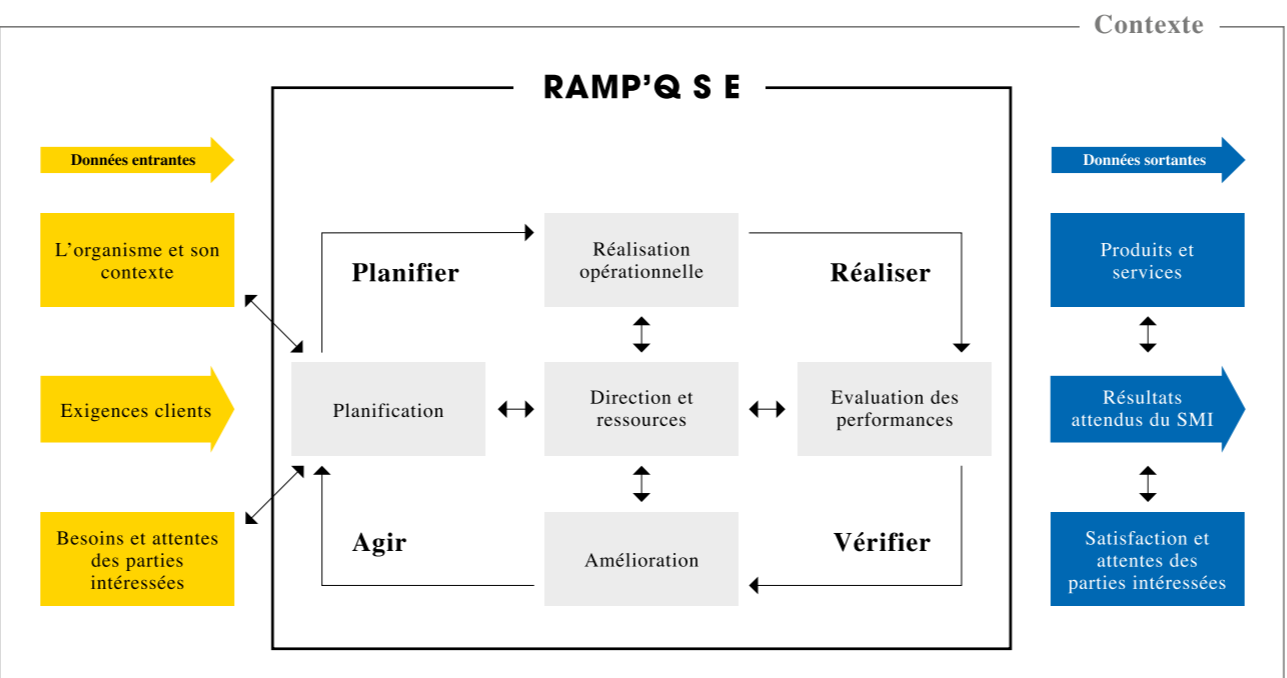 Contexte
RAMP'Q S E
Données entrantes
Données sortantes
L'organisme et son
contexte
Réalisation
opérationnelle
Produits et
services
Planifier
Réaliser
Exigences clients
Planification
Direction et
ressources
Evaluation des
performances
Résultats
attendus du SMI
Agir
Vérifier
Besoins et attentes
des parties
intéressées
Amélioration
Satisfaction et
attentes des
parties intéressées